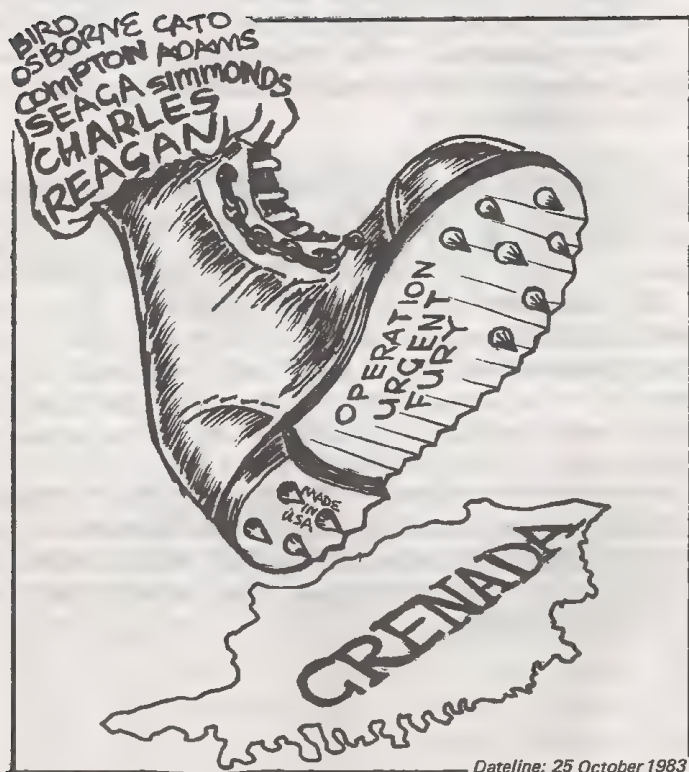 BIRD
OSBORNE CATO
COMPTON ADAMS
SEAGA SIMMONDS
CHARLES
REAGAN
OPERATION
URGENT
FURY
MADE
IN
USA
GRENADA
Dateline: 25 October 1983